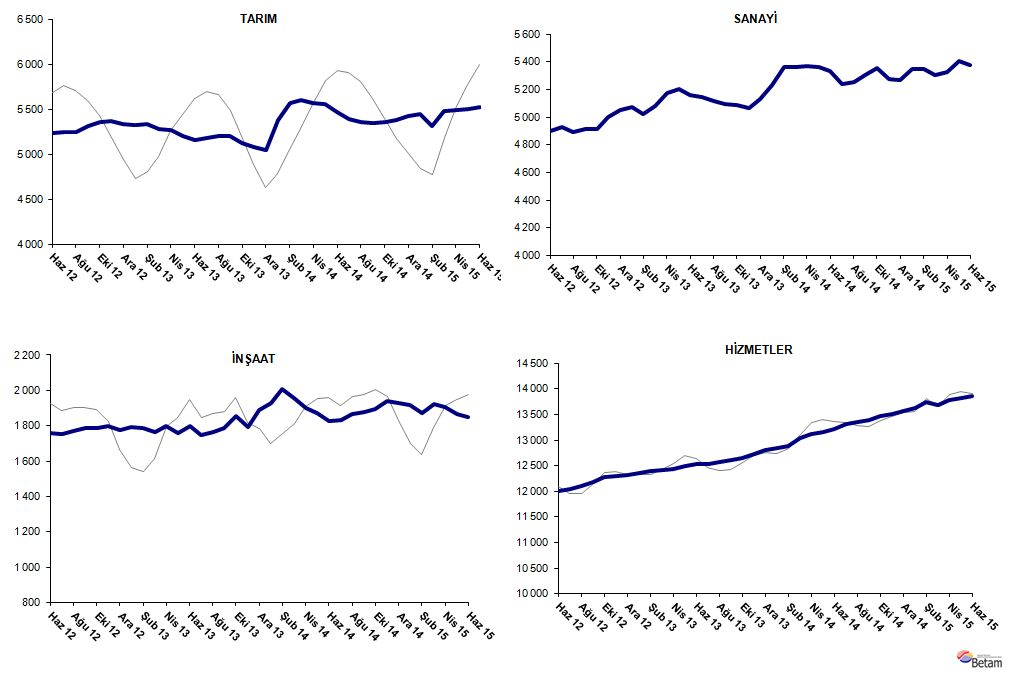 TARIM
6 500
6 000
5 500
5 000
4 500
4 000
Haz 12
Ağu 12
Eki 12
Ara 12
Şub 13
Nis 13
Haz 13
Ağu 13
Eki 13
Ara 13
Şub 14
Nis 14
Haz 14
Ağu 14
Eki 14
Ara 14
Şub 15
Nis 15
Haz 15
SANAYİ
5 600
5 400
5 200
5 000
4 800
4 600
4 400
4 200
4 000
Haz 12
Ağu 12
Eki 12
Ara 12
Şub 13
Nis 13
Haz 13
Ağu 13
Eki 13
Ara 13
Şub 14
Nis 14
Haz 14
Ağu 14
Eki 14
Ara 14
Şub 15
Nis 15
Haz 15
İNŞAAT
2 200
2 000
1 800
1 600
1 400
1 200
1 000
800
Haz 12
Ağu 12
Eki 12
Ara 12
Şub 13
Nis 13
Haz 13
Ağu 13
Eki 13
Ara 13
Şub 14
Nis 14
Haz 14
Ağu 14
Eki 14
Ara 14
Şub 15
Nis 15
Haz 15
HİZMETLER
14 500
14 000
13 500
13 000
12 500
12 000
11 500
11 000
10 500
10 000
Haz 12
Ağu 12
Eki 12
Ara 12
Şub 13
Nis 13
Haz 13
Ağu 13
Eki 13
Ara 13
Şub 14
Nis 14
Haz 14
Ağu 14
Eki 14
Ara 14
Şub 15
Nis 15
Haz 15
Betam